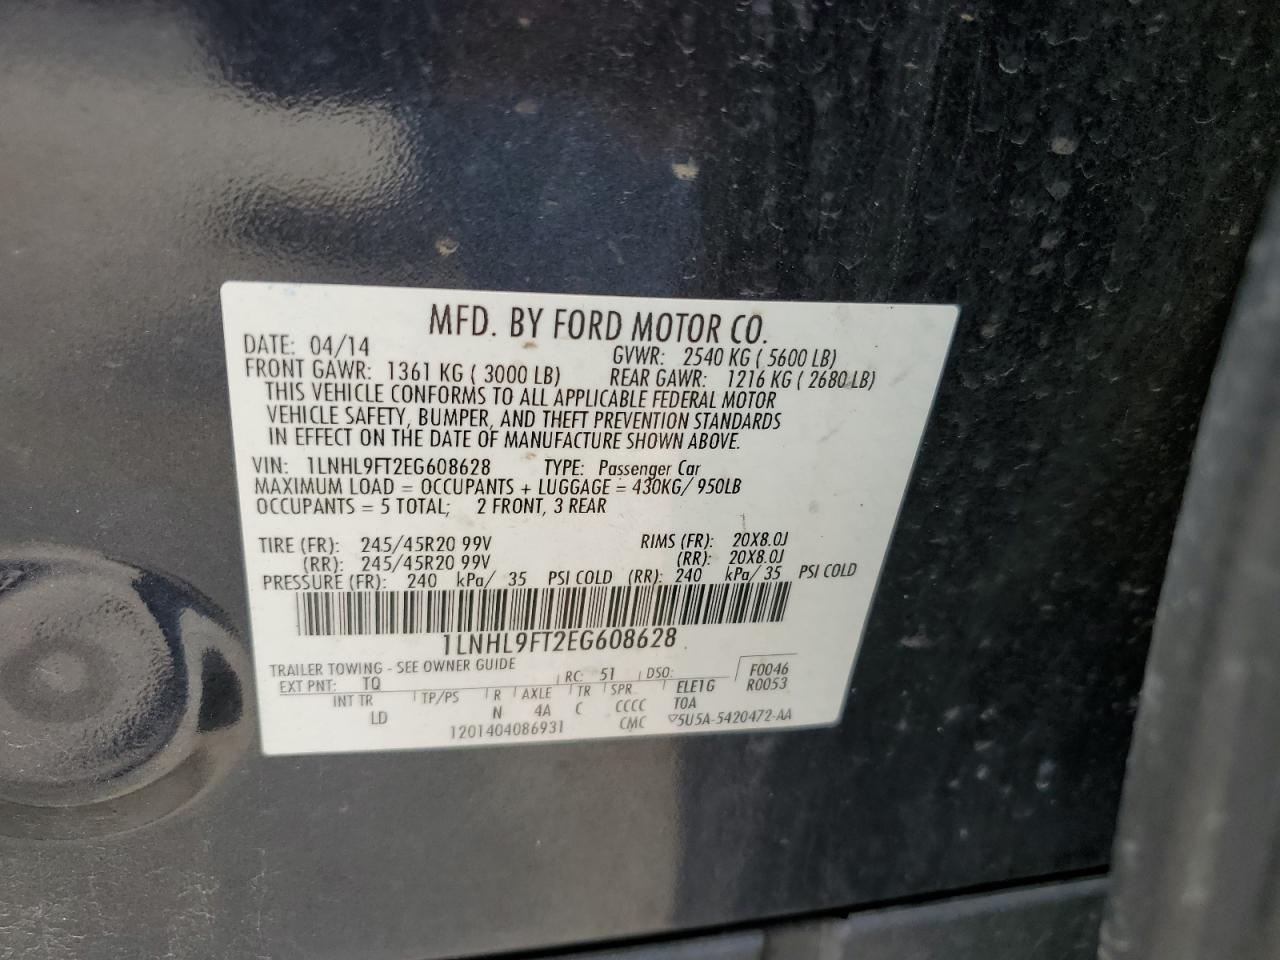 MFD. BY FORD MOTOR CO.
DATE: 04/14 GVWR: 2540 KG ( 5600 LB)
FRONT GAWR: 1361 KG ( 3000 LB) REAR GAWR: 1216 KG ( 2680 LB)
THIS VEHICLE CONFORMS TO ALL APPLICABLE FEDERAL MOTOR
VEHICLE SAFETY, BUMPER, AND THEFT PREVENTION STANDARDS
IN EFFECT ON THE DATE OF MANUFACTURE SHOWN ABOVE.
VIN: 1LNHL9FT2EG608628 TYPE: Passenger Car
MAXIMUM LOAD = OCCUPANTS + LUGGAGE = 430KG/ 950LB
OCCUPANTS = 5 TOTAL; 2 FRONT, 3 REAR
TIRE (FR): 245/45R20 99V RIMS (FR): 20X8.0J
(RR): 245/45R20 99V (RR): 20X8.0J
PRESSURE (FR): 240 kPa/ 35 PSI COLD (RR): 240 kPa/ 35 PSI COLD
1LNHL9FT2EG608628
TRAILER TOWING - SEE OWNER GUIDE F0046
EXT PNT: TQ RC: 51 DSO: R0053
INT TR TP/PS R AXLE TR SPR ELE1G
LD N 4A C CCCC T0A
1201404086931 CMC ▽5U5A-5420472-AA